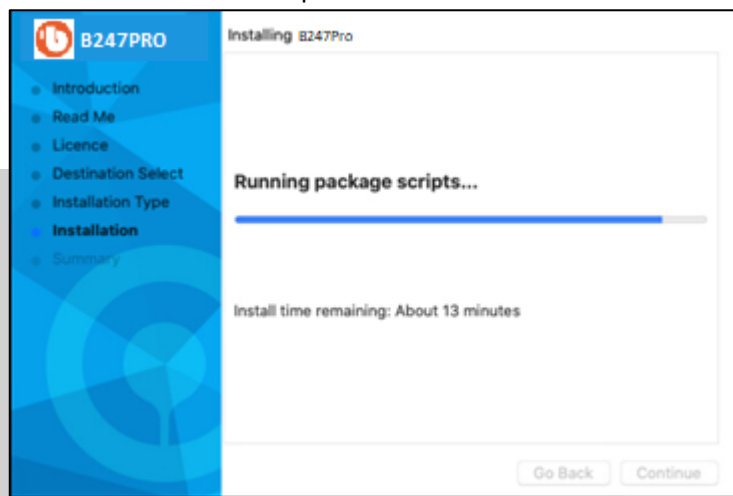 B247PRO
Installing B247Pro
Introduction
Read Me
Licence
Destination Select
Installation Type
Installation
Summary
Running package scripts...
Install time remaining: About 13 minutes
Go Back
Continue